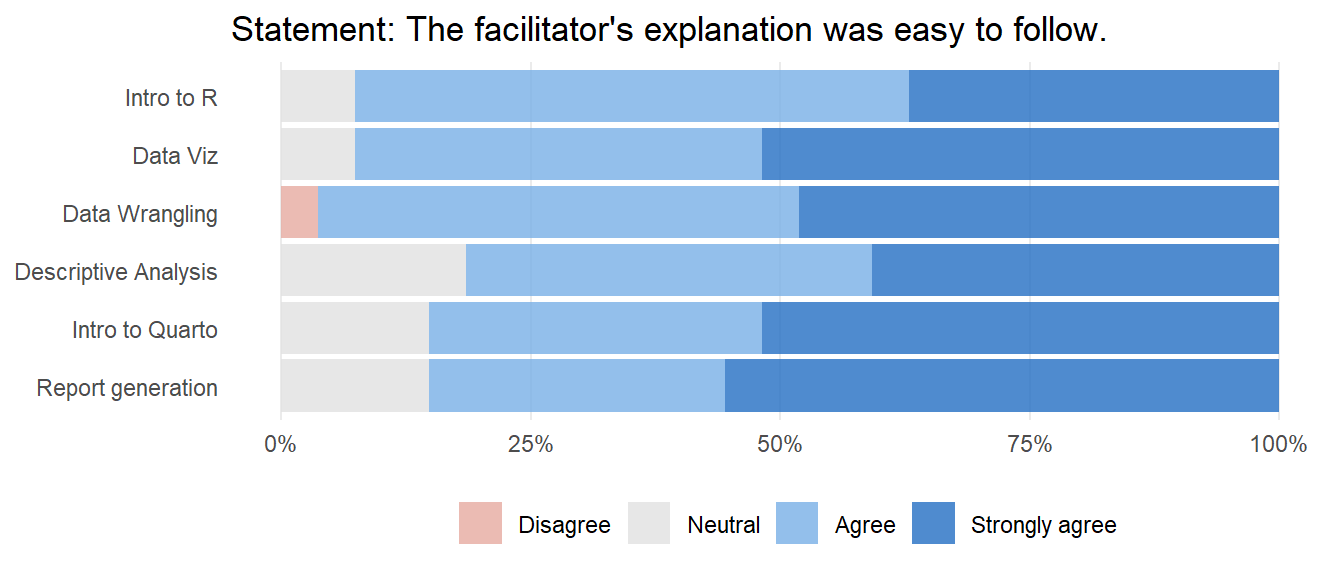 Statement: The facilitator's explanation was easy to follow.
Intro to R
Data Viz
Data Wrangling
Descriptive Analysis
Intro to Quarto
Report generation
0% 25% 50% 75% 100%
Disagree Neutral Agree Strongly agree